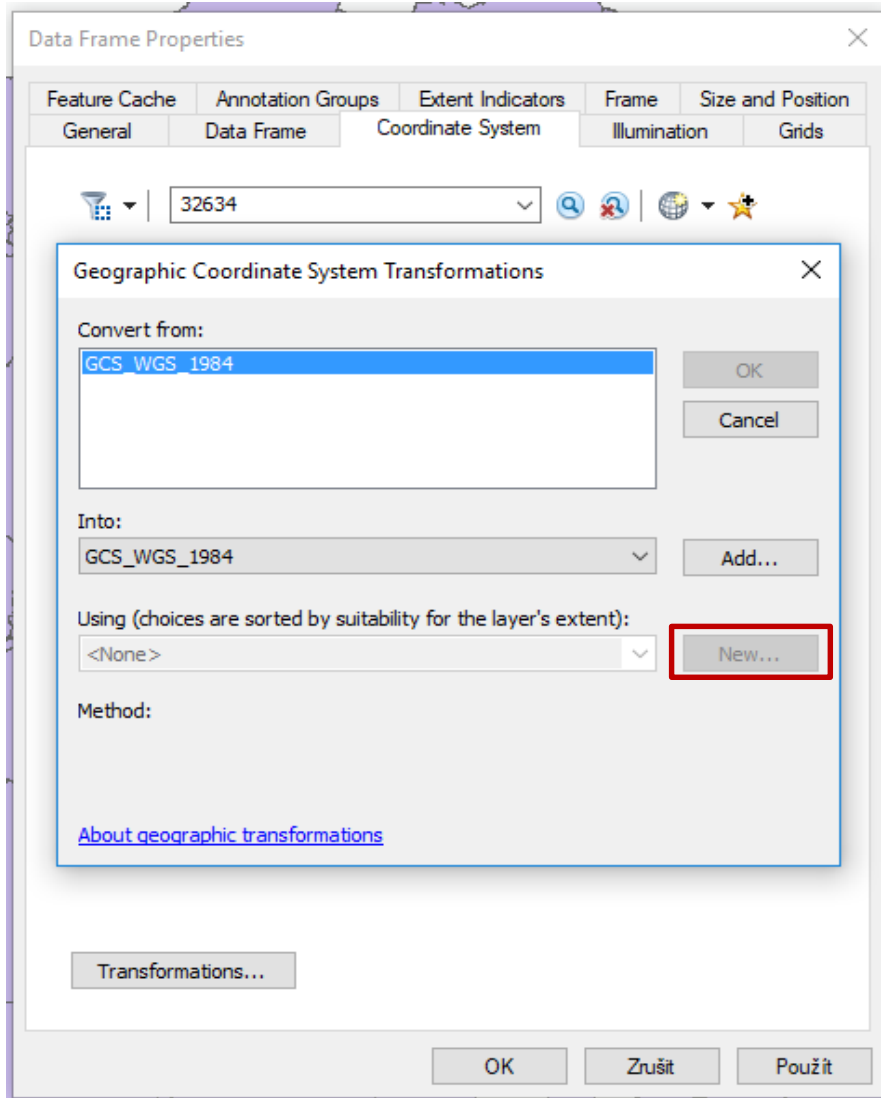 Data Frame Properties
Feature Cache Annotation Groups Extent Indicators Frame Size and Position
General Data Frame Coordinate System Illumination Grids
32634
Geographic Coordinate System Transformations
Convert from:
GCS_WGS_1984
OK
Cancel
Into:
GCS_WGS_1984
Add...
Using (choices are sorted by suitability for the layer's extent):
<None>
New...
Method:
About geographic transformations
Transformations...
OK Zrušit Použít